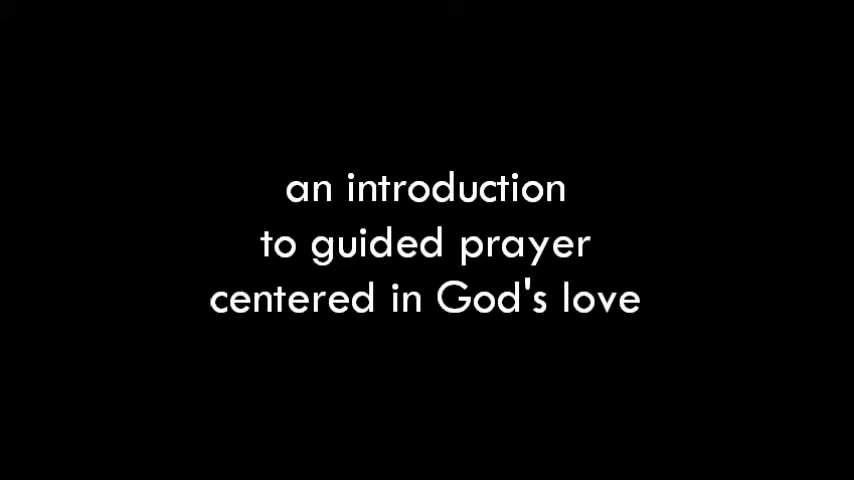 an introduction
to guided prayer
centered in God's love